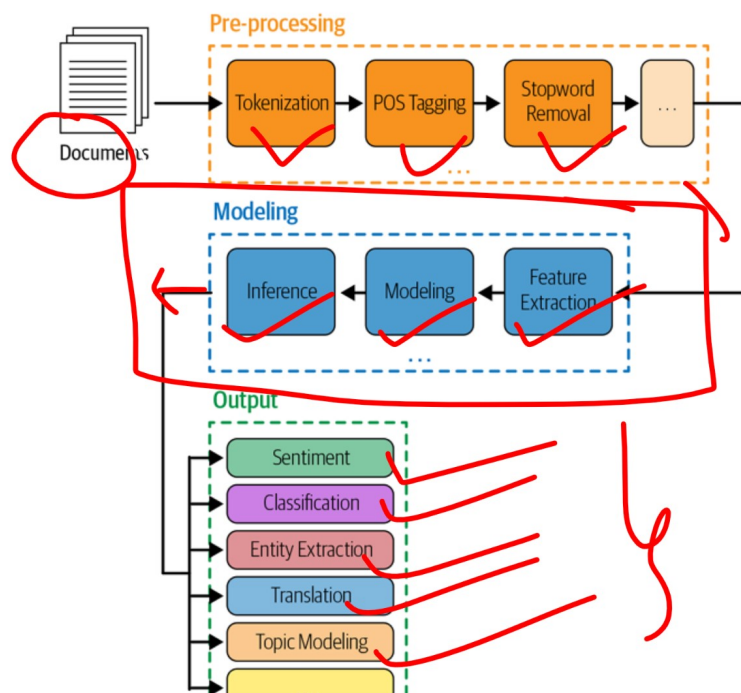 Pre-processing
Tokenization
POS Tagging
Stopword
Removal
...
...
Documents
Modeling
Inference
Modeling
Feature
Extraction
...
Output
Sentiment
Classification
Entity Extraction
Translation
Topic Modeling